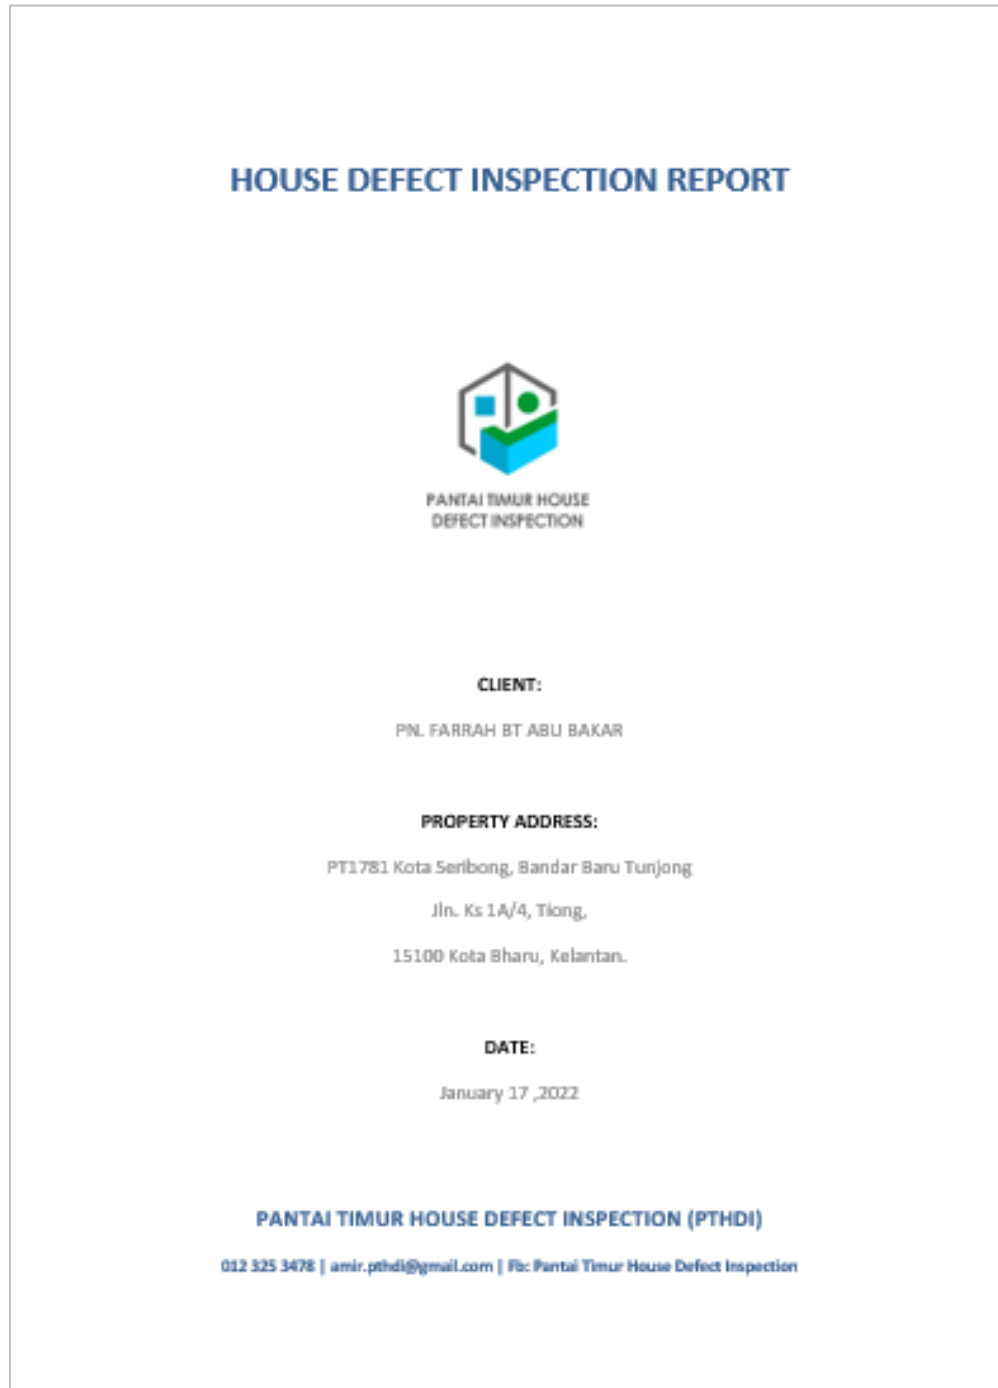 HOUSE DEFECT INSPECTION REPORT
PANTAI TIMUR HOUSE
DEFECT INSPECTION
CLIENT:
PN. FARRAH BT ABU BAKAR
PROPERTY ADDRESS:
PT1781 Kota Seribong, Bandar Baru Tunjong
Jln. Ks 1A/4, Tiong,
15100 Kota Bharu, Kelantan.
DATE:
January 17 ,2022
PANTAI TIMUR HOUSE DEFECT INSPECTION (PTHDI)
012 325 3478 | amir.pthdi@gmail.com | Fb: Pantai Timur House Defect Inspection